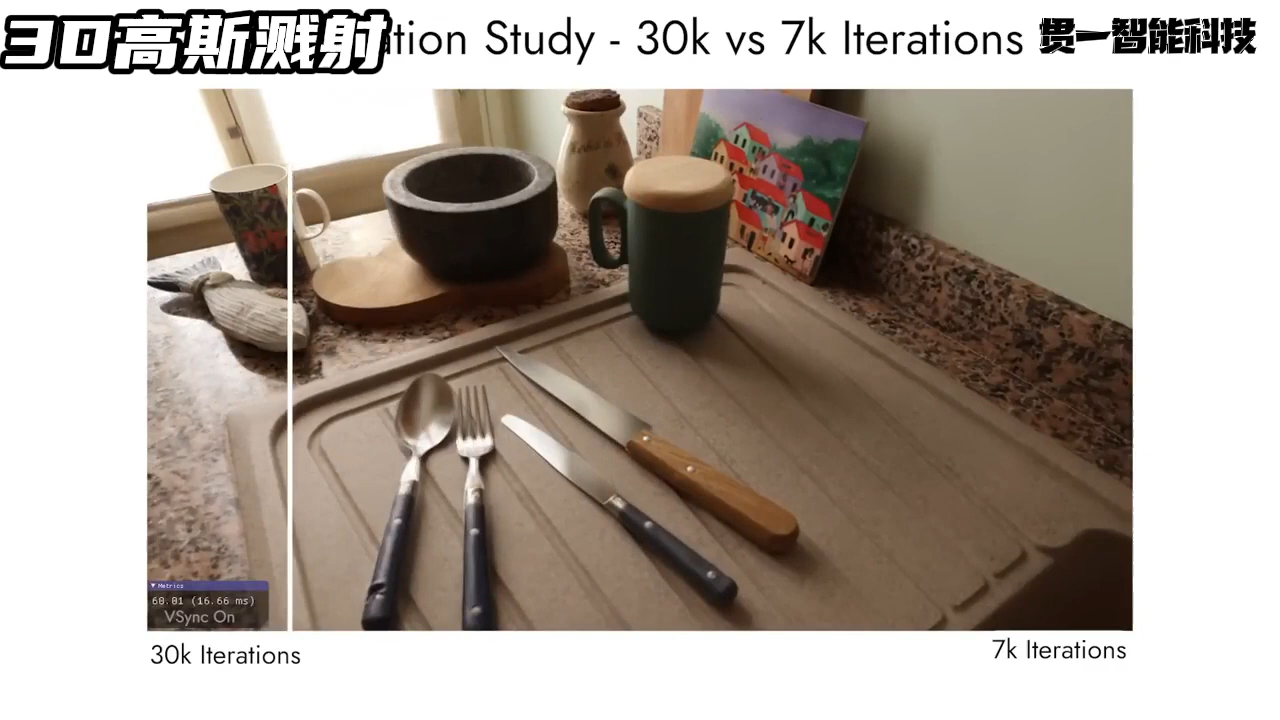 3D高斯溅射
ation Study - 30k vs 7k Iterations
贯一智能科技
Metrics
60.01 (16.66 ms)
VSync On
30k Iterations
7k Iterations